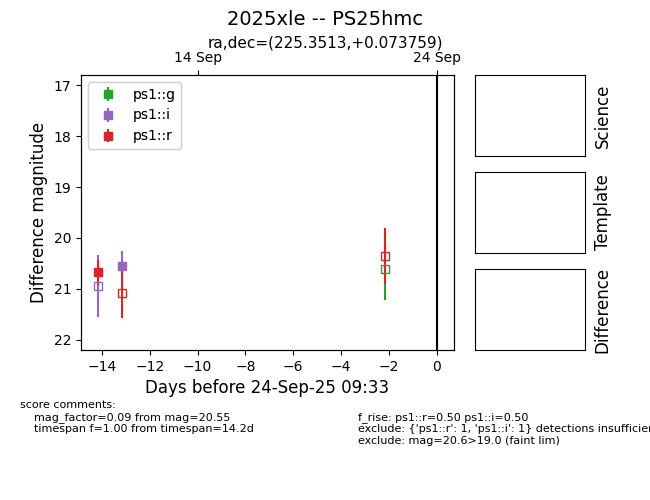 2025xle -- PS25hmc
ra,dec=(225.3513,+0.073759)
14 Sep 24 Sep
ps1::g
ps1::i
ps1::r
17
18
19
20
21
22
Difference magnitude
−14 −12 −10 −8 −6 −4 −2 0
Days before 24-Sep-25 09:33
Science
Template
Difference
score comments:
mag_factor=0.09 from mag=20.55
timespan f=1.00 from timespan=14.2d
f_rise: ps1::r=0.50 ps1::i=0.50
exclude: {'ps1::r': 1, 'ps1::i': 1} detections insufficien
exclude: mag=20.6>19.0 (faint lim)